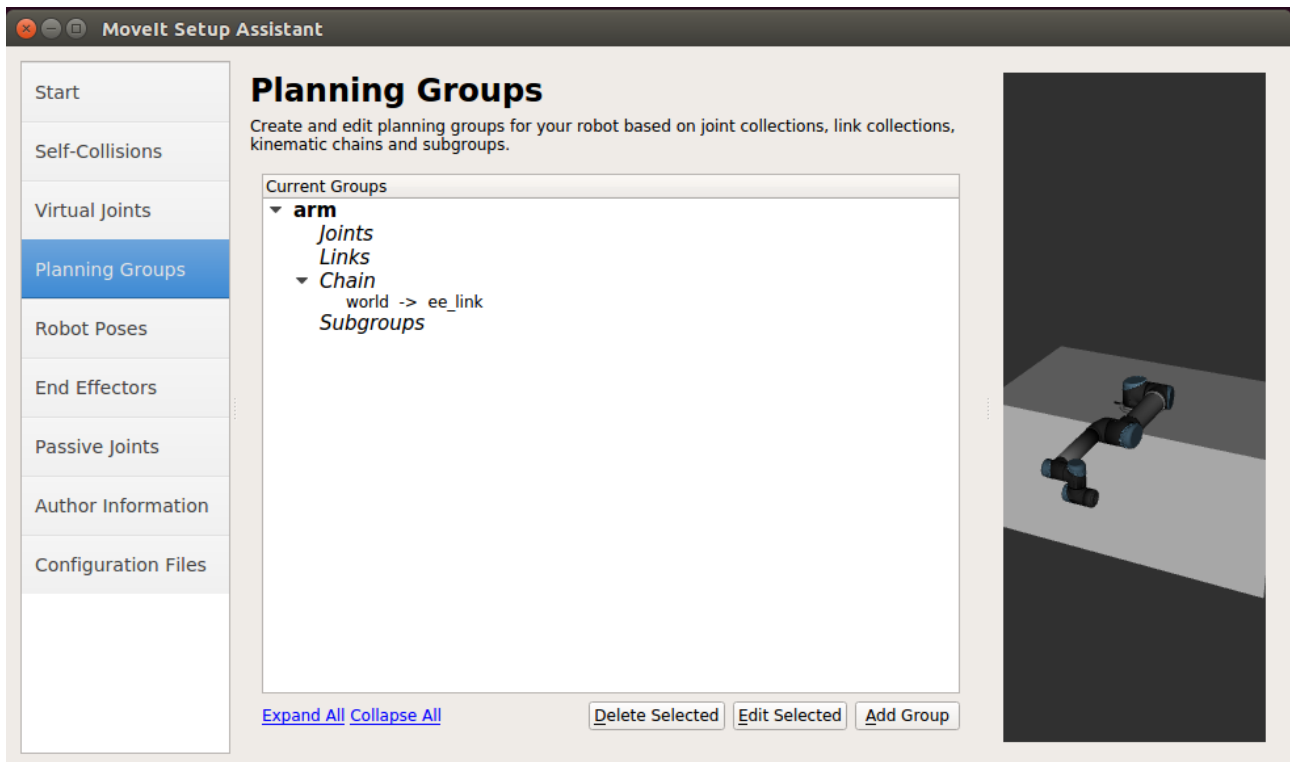 MoveIt Setup Assistant
Start
Self-Collisions
Virtual Joints
Planning Groups
Robot Poses
End Effectors
Passive Joints
Author Information
Configuration Files
Planning Groups
Create and edit planning groups for your robot based on joint collections, link collections,
kinematic chains and subgroups.
Current Groups
arm
Joints
Links
Chain
world -> ee_link
Subgroups
Expand All Collapse All
Delete Selected Edit Selected Add Group